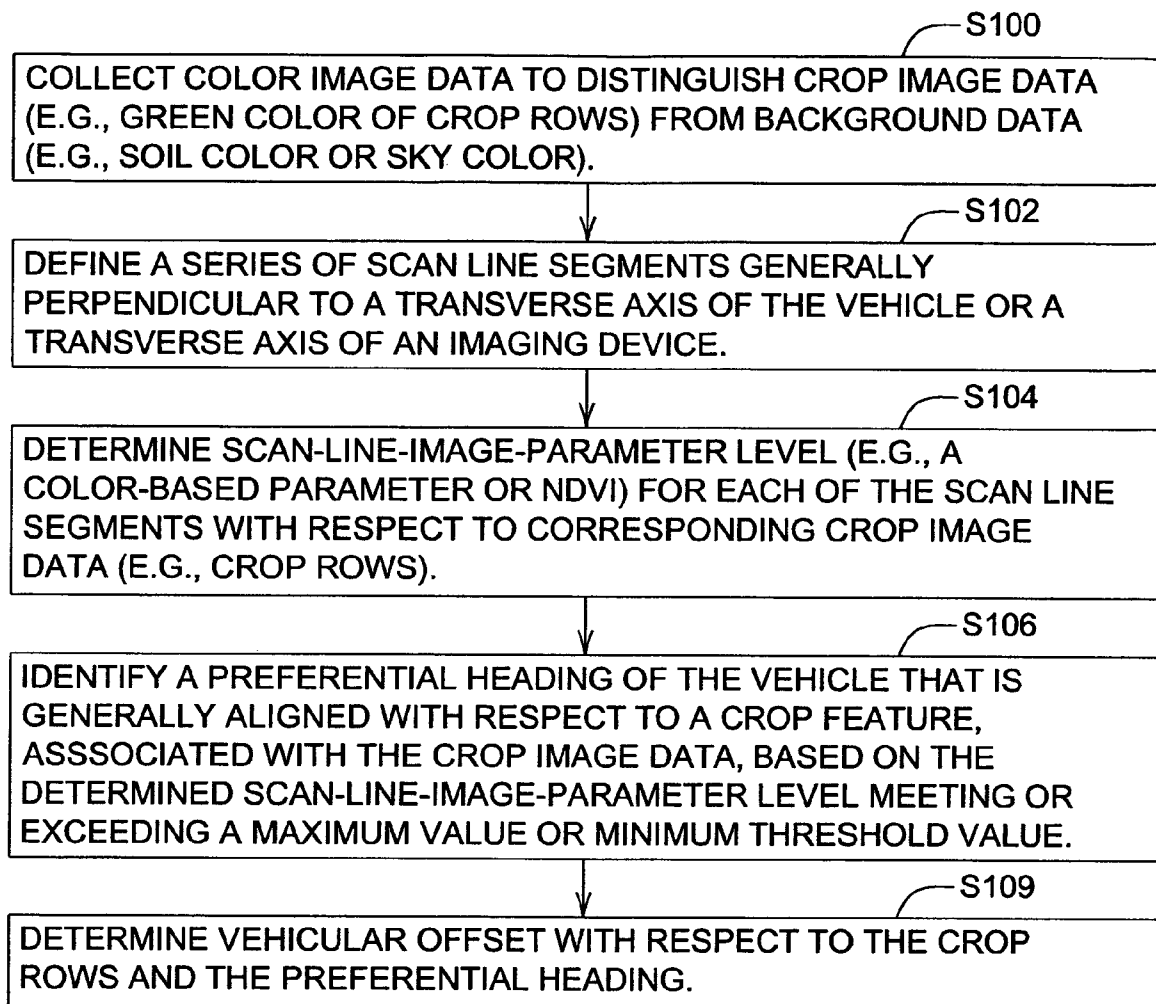 S100
COLLECT COLOR IMAGE DATA TO DISTINGUISH CROP IMAGE DATA
(E.G., GREEN COLOR OF CROP ROWS) FROM BACKGROUND DATA
(E.G., SOIL COLOR OR SKY COLOR).
S102
DEFINE A SERIES OF SCAN LINE SEGMENTS GENERALLY
PERPENDICULAR TO A TRANSVERSE AXIS OF THE VEHICLE OR A
TRANSVERSE AXIS OF AN IMAGING DEVICE.
S104
DETERMINE SCAN-LINE-IMAGE-PARAMETER LEVEL (E.G., A
COLOR-BASED PARAMETER OR NDVI) FOR EACH OF THE SCAN LINE
SEGMENTS WITH RESPECT TO CORRESPONDING CROP IMAGE
DATA (E.G., CROP ROWS).
S106
IDENTIFY A PREFERENTIAL HEADING OF THE VEHICLE THAT IS
GENERALLY ALIGNED WITH RESPECT TO A CROP FEATURE,
ASSSOCIATED WITH THE CROP IMAGE DATA, BASED ON THE
DETERMINED SCAN-LINE-IMAGE-PARAMETER LEVEL MEETING OR
EXCEEDING A MAXIMUM VALUE OR MINIMUM THRESHOLD VALUE.
S109
DETERMINE VEHICULAR OFFSET WITH RESPECT TO THE CROP
ROWS AND THE PREFERENTIAL HEADING.